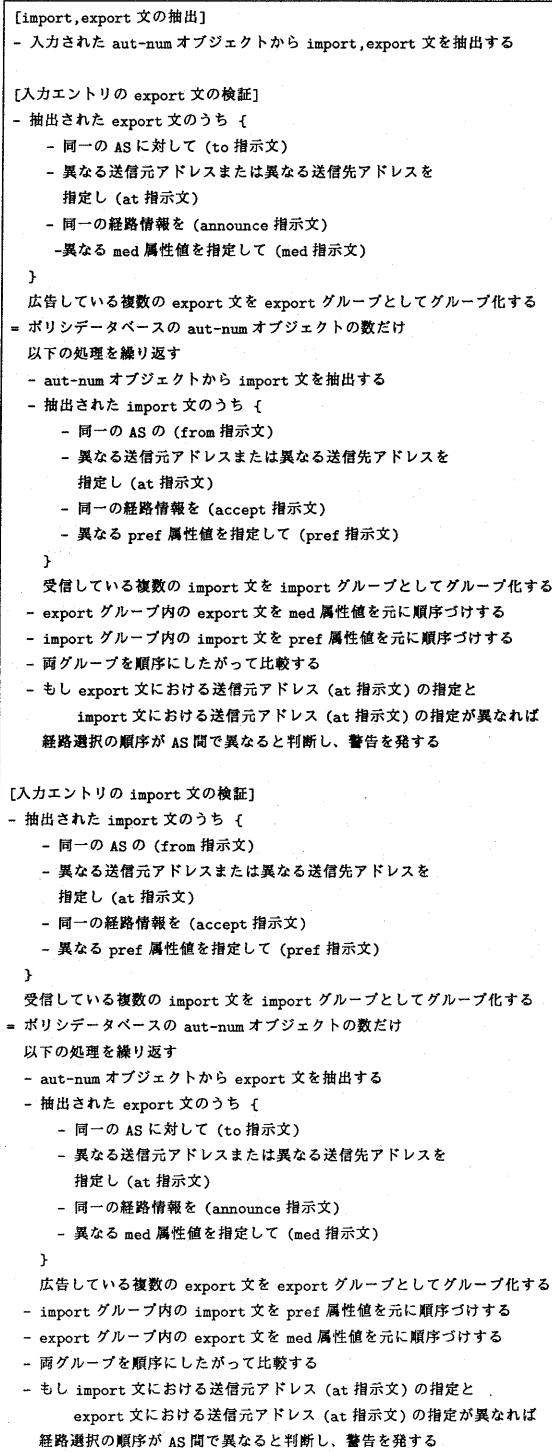 [import,export 文の抽出]
- 入力された aut-num オブジェクトから import,export 文を抽出する
[入力エントリの export 文の検証]
- 抽出された export 文のうち {
- 同一の AS に対して (to 指示文)
- 異なる送信元アドレスまたは異なる送信先アドレスを
指定し (at 指示文)
- 同一の経路情報を (announce 指示文)
-異なる med 属性値を指定して (med 指示文)
}
広告している複数の export 文を export グループとしてグループ化する
= ポリシデータベースの aut-num オブジェクトの数だけ
以下の処理を繰り返す
- aut-num オブジェクトから import 文を抽出する
- 抽出された import 文のうち {
- 同一の AS の (from 指示文)
- 異なる送信元アドレスまたは異なる送信先アドレスを
指定し (at 指示文)
- 同一の経路情報を (accept 指示文)
- 異なる pref 属性値を指定して (pref 指示文)
}
受信している複数の import 文を import グループとしてグループ化する
- export グループ内の export 文を med 属性値を元に順序づけする
- import グループ内の import 文を pref 属性値を元に順序づけする
- 両グループを順序にしたがって比較する
- もし export 文における送信元アドレス (at 指示文) の指定と
import 文における送信元アドレス (at 指示文) の指定が異なれば
経路選択の順序が AS 間で異なると判断し、警告を発する
[入力エントリの import 文の検証]
- 抽出された import 文のうち {
- 同一の AS の (from 指示文)
- 異なる送信元アドレスまたは異なる送信先アドレスを
指定し (at 指示文)
- 同一の経路情報を (accept 指示文)
- 異なる pref 属性値を指定して (pref 指示文)
}
受信している複数の import 文を import グループとしてグループ化する
= ポリシデータベースの aut-num オブジェクトの数だけ
以下の処理を繰り返す
- aut-num オブジェクトから export 文を抽出する
- 抽出された export 文のうち {
- 同一の AS に対して (to 指示文)
- 異なる送信元アドレスまたは異なる送信先アドレスを
指定し (at 指示文)
- 同一の経路情報を (announce 指示文)
- 異なる med 属性値を指定して (med 指示文)
}
広告している複数の export 文を export グループとしてグループ化する
- import グループ内の import 文を pref 属性値を元に順序づけする
- export グループ内の export 文を med 属性値を元に順序づけする
- 両グループを順序にしたがって比較する
- もし import 文における送信元アドレス (at 指示文) の指定と
export 文における送信元アドレス (at 指示文) の指定が異なれば
経路選択の順序が AS 間で異なると判断し、警告を発する